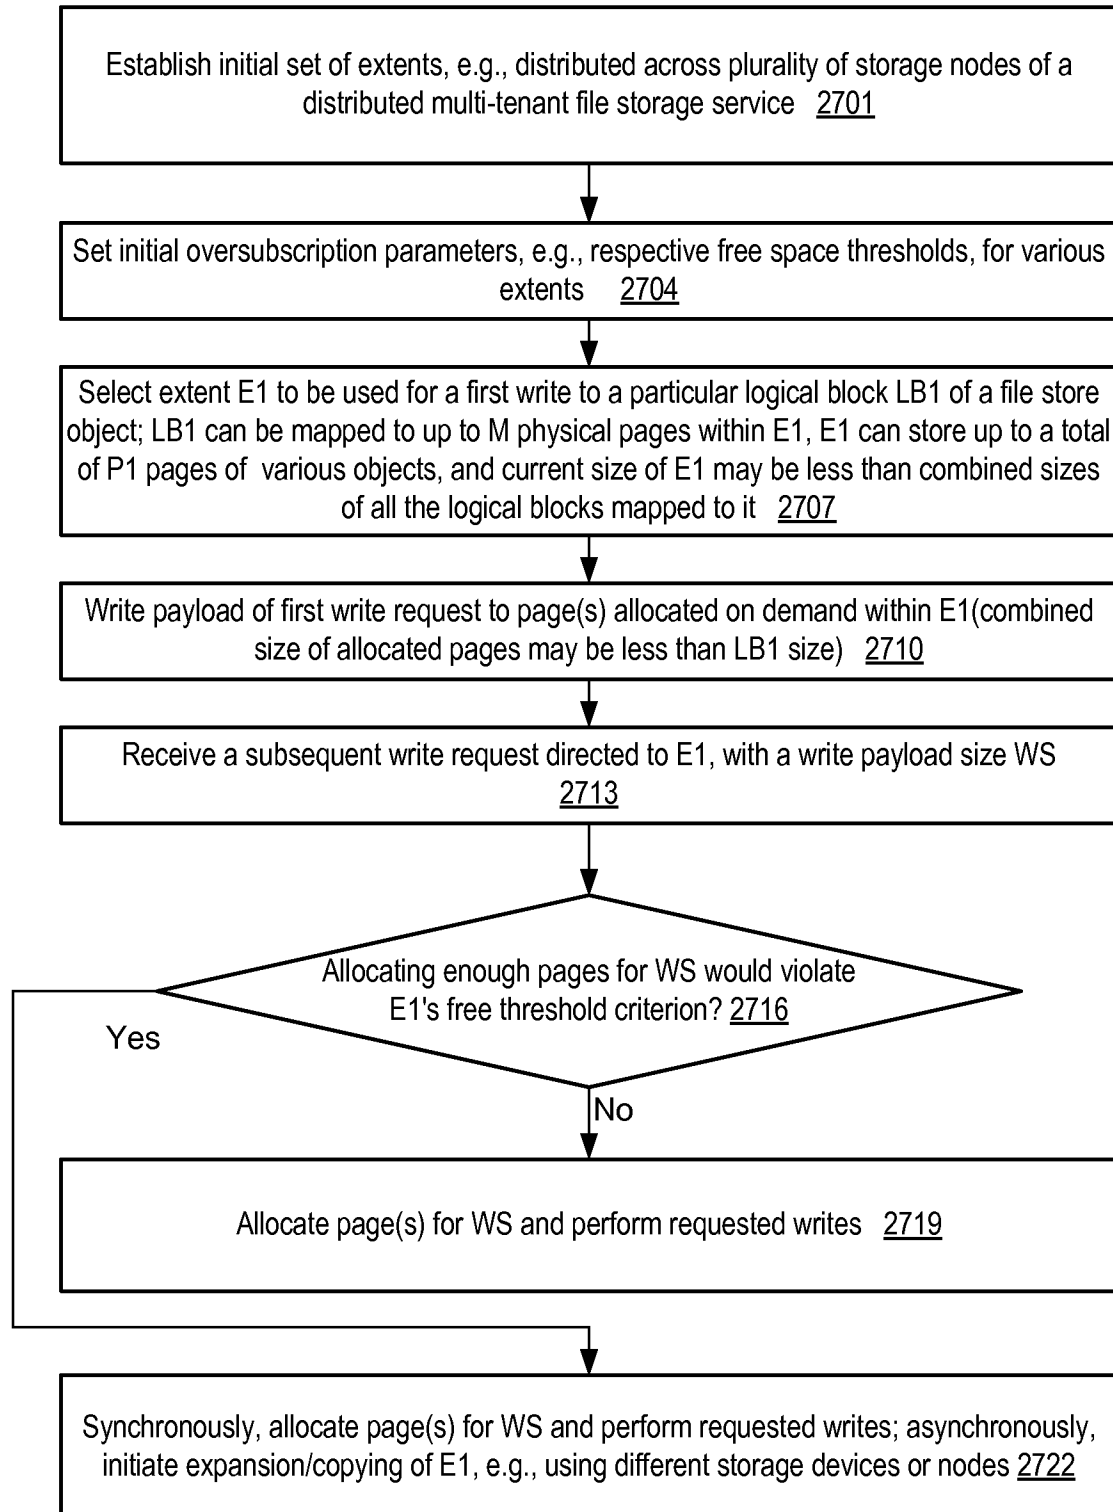 Establish initial set of extents, e.g., distributed across plurality of storage nodes of a
distributed multi-tenant file storage service 2701
Set initial oversubscription parameters, e.g., respective free space thresholds, for various
extents 2704
Select extent E1 to be used for a first write to a particular logical block LB1 of a file store
object; LB1 can be mapped to up to M physical pages within E1, E1 can store up to a total
of P1 pages of various objects, and current size of E1 may be less than combined sizes
of all the logical blocks mapped to it 2707
Write payload of first write request to page(s) allocated on demand within E1(combined
size of allocated pages may be less than LB1 size) 2710
Receive a subsequent write request directed to E1, with a write payload size WS
2713
Allocating enough pages for WS would violate
E1's free threshold criterion? 2716
Yes
No
Allocate page(s) for WS and perform requested writes 2719
Synchronously, allocate page(s) for WS and perform requested writes; asynchronously,
initiate expansion/copying of E1, e.g., using different storage devices or nodes 2722